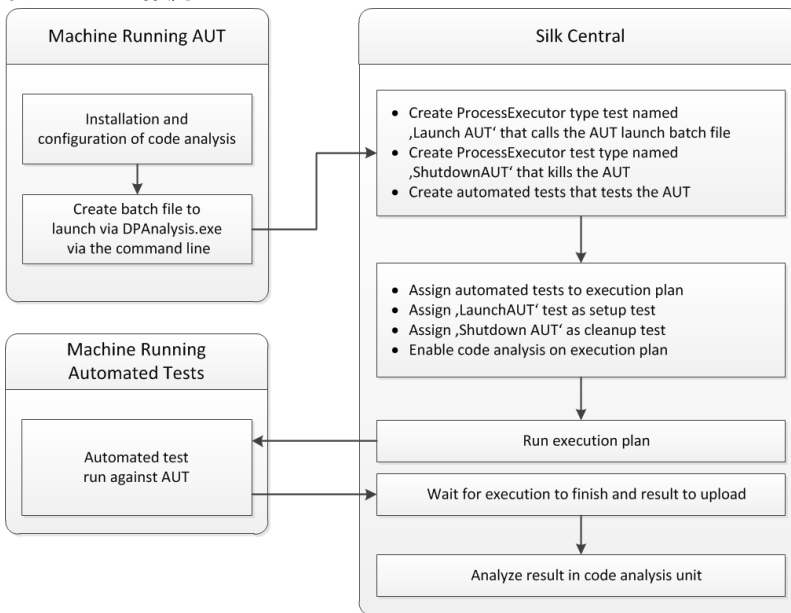 Machine Running AUT
Installation and
configuration of code analysis
Create batch file to
launch via DPAnalysis.exe
via the command line
Silk Central
• Create ProcessExecutor type test named
‚Launch AUT‘ that calls the AUT launch batch file
• Create ProcessExecutor test type named
‚ShutdownAUT‘ that kills the AUT
• Create automated tests that tests the AUT
• Assign automated tests to execution plan
• Assign ‚LaunchAUT‘ test as setup test
• Assign ‚Shutdown AUT‘ as cleanup test
• Enable code analysis on execution plan
Machine Running
Automated Tests
Automated test
run against AUT
Run execution plan
Wait for execution to finish and result to upload
Analyze result in code analysis unit